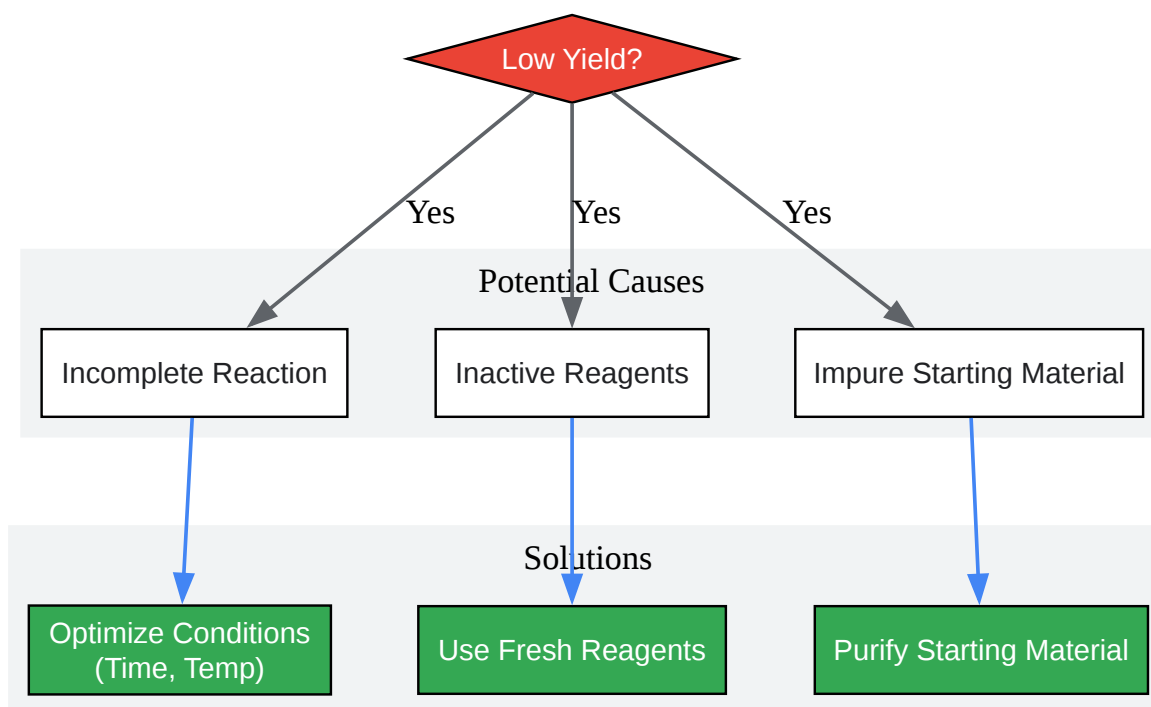 Low Yield?
Yes
Yes
Yes
Potential Causes
Incomplete Reaction
Inactive Reagents
Impure Starting Material
Solutions
Optimize Conditions
(Time, Temp)
Use Fresh Reagents
Purify Starting Material